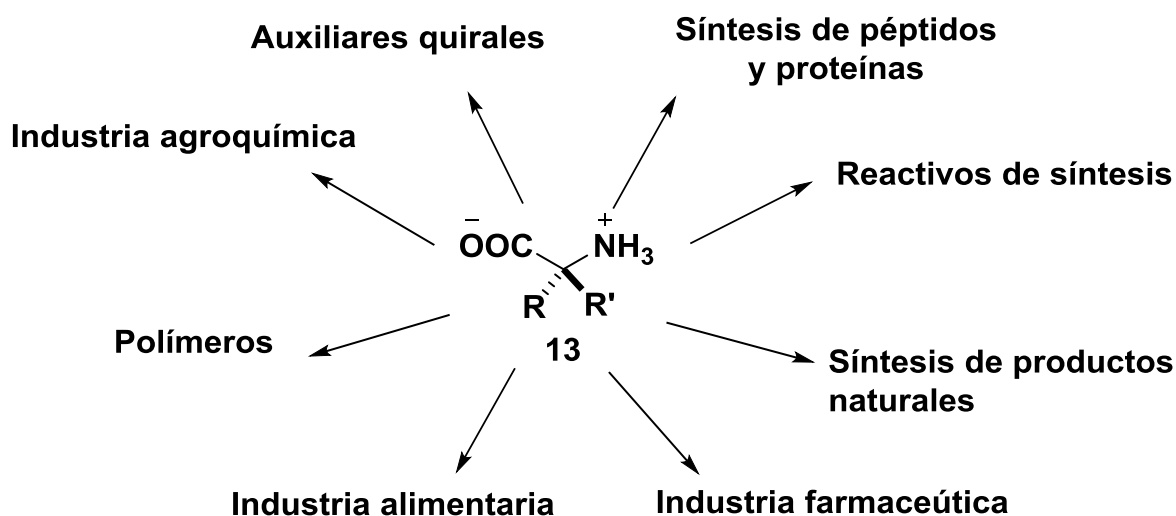 Auxiliares quirales
Síntesis de péptidos
y proteínas
Industria agroquímica
Reactivos de síntesis
⁻OOC
⁺NH₃
R
R'
13
Polímeros
Síntesis de productos
naturales
Industria alimentaria
Industria farmaceútica